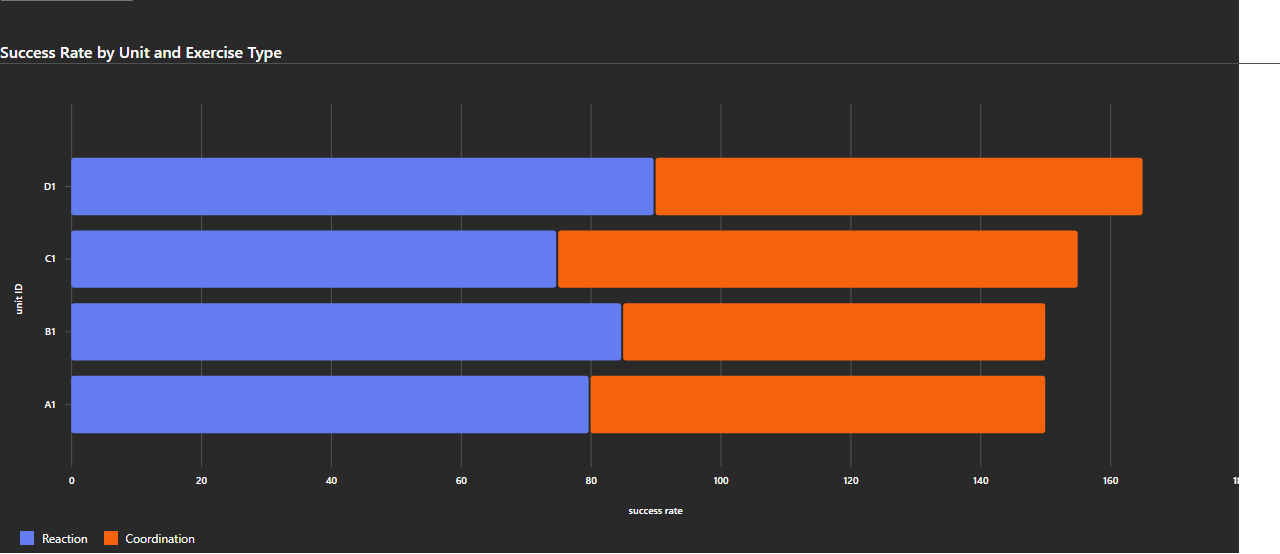 Success Rate by Unit and Exercise Type
D1
C1
B1
A1
unit ID
0 20 40 60 80 100 120 140 160
success rate
Reaction Coordination